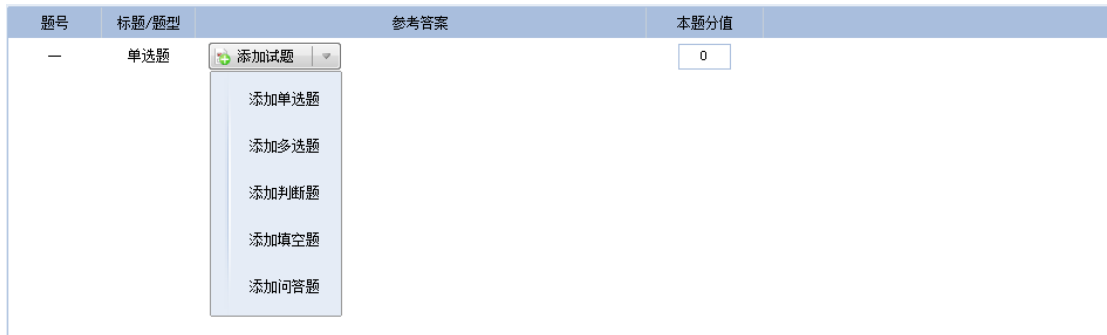 题号 标题/题型 参考答案 本题分值
一 单选题 添加试题 0
添加单选题
添加多选题
添加判断题
添加填空题
添加问答题